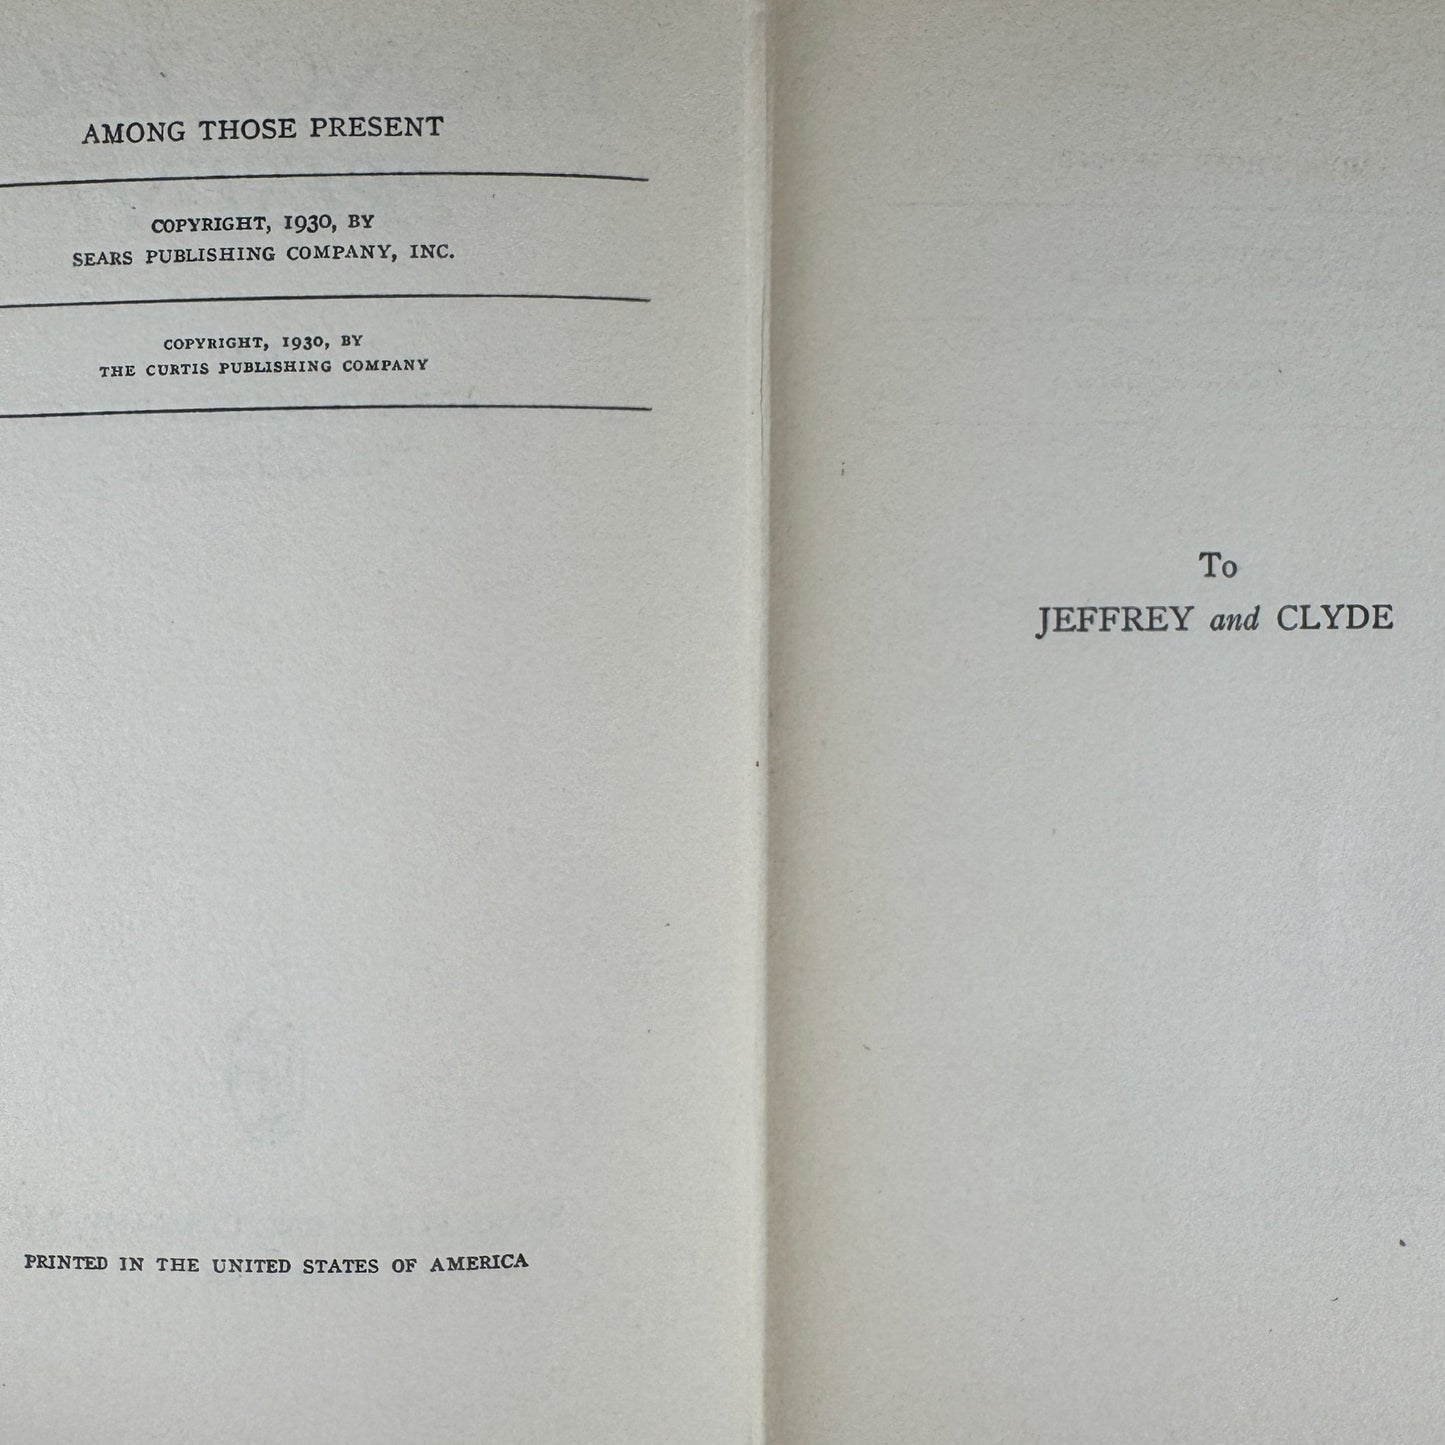 AMONG THOSE PRESENT
COPYRIGHT, 1930, BY
SEARS PUBLISHING COMPANY, INC.
COPYRIGHT, 1930, BY
THE CURTIS PUBLISHING COMPANY
PRINTED IN THE UNITED STATES OF AMERICA
To
JEFFREY and CLYDE